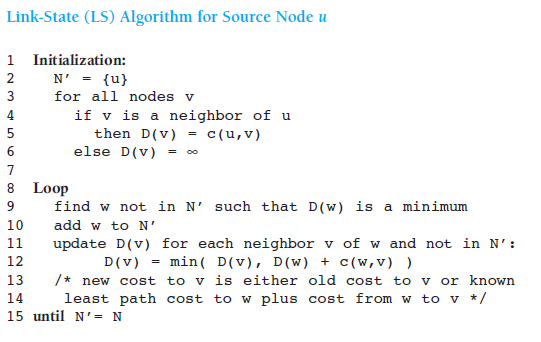 Link-State (LS) Algorithm for Source Node u
1 Initialization:
2 N’ = {u}
3 for all nodes v
4 if v is a neighbor of u
5 then D(v) = c(u,v)
6 else D(v) = ∞
7
8 Loop
9 find w not in N’ such that D(w) is a minimum
10 add w to N’
11 update D(v) for each neighbor v of w and not in N’:
12 D(v) = min( D(v), D(w) + c(w,v) )
13 /* new cost to v is either old cost to v or known
14 least path cost to w plus cost from w to v */
15 until N’= N